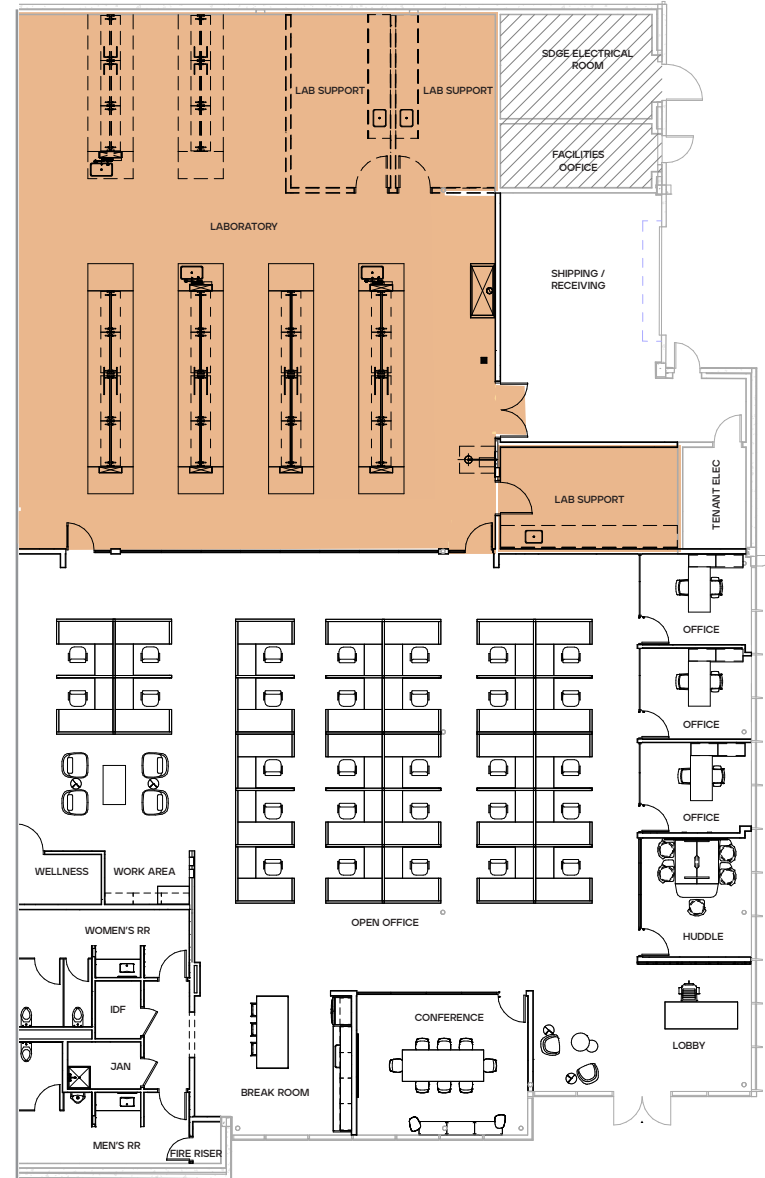 SDGE ELECTRICAL
ROOM
LAB SUPPORT
LAB SUPPORT
FACILITIES
OOFICE
LABORATORY
SHIPPING /
RECEIVING
LAB SUPPORT
TENANT ELEC
OFFICE
OFFICE
OFFICE
WELLNESS
WORK AREA
OPEN OFFICE
WOMEN'S RR
HUDDLE
IDF
CONFERENCE
LOBBY
JAN
BREAK ROOM
MEN'S RR
FIRE RISER